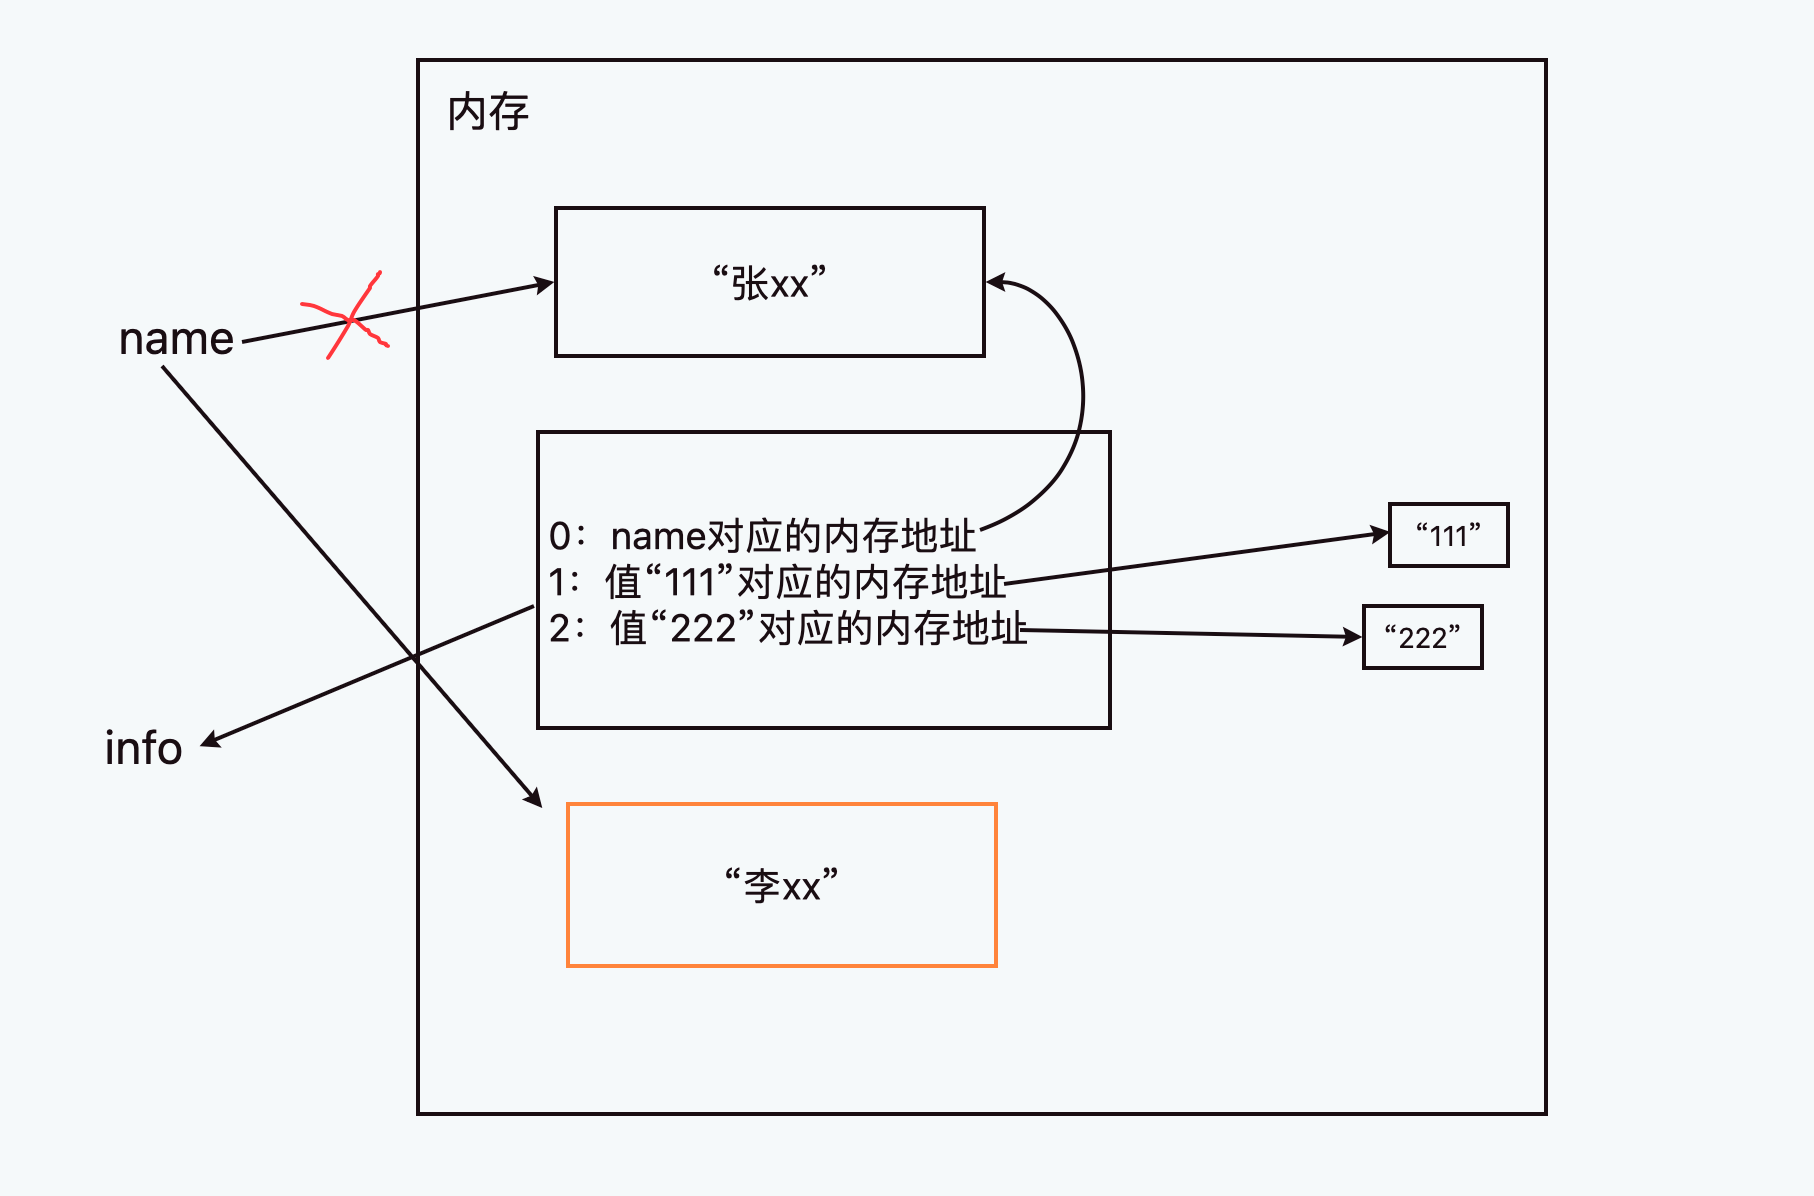 内存
“张xx”
name
0：name对应的内存地址
1：值“111”对应的内存地址
2：值“222”对应的内存地址
“111”
“222”
info
“李xx”